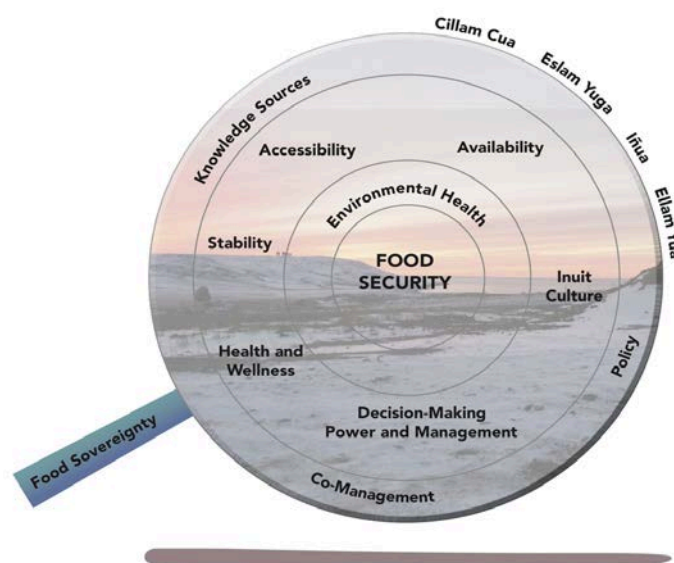 Cillam Cua
Eslam Yuga
Iñua
Ellam Yua
Knowledge Sources
Accessibility
Availability
Environmental Health
Stability
FOOD
SECURITY
Inuit
Culture
Health and
Wellness
Policy
Decision-Making
Power and Management
Food Sovereignty
Co-Management